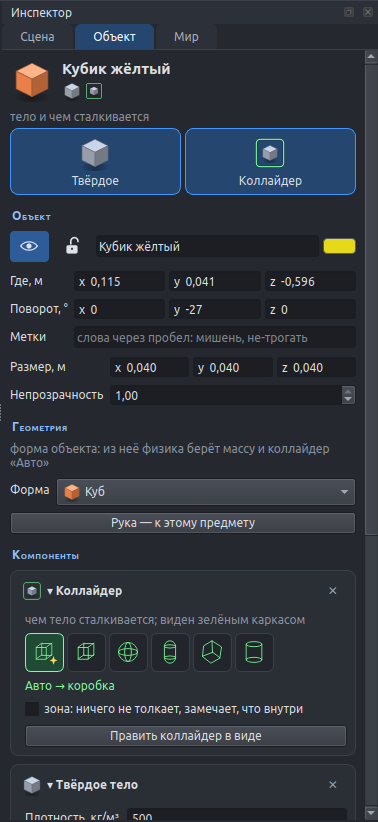 Инспектор
Сцена Объект Мир
Кубик жёлтый
тело и чем сталкивается
Твёрдое Коллайдер
Объект
Кубик жёлтый
Где, м x 0,115 y 0,041 z -0,596
Поворот, ° x 0 y -27 z 0
Метки слова через пробел: мишень, не-трогать
Размер, м x 0,040 y 0,040 z 0,040
Непрозрачность 1,00
Геометрия
форма объекта: из неё физика берёт массу и коллайдер
«Авто»
Форма Куб
Рука — к этому предмету
Компоненты
▾ Коллайдер ×
чем тело сталкивается; виден зелёным каркасом
Авто → коробка
зона: ничего не толкает, замечает, что внутри
Править коллайдер в виде
▾ Твёрдое тело ×
Плотность, кг/м³ 500